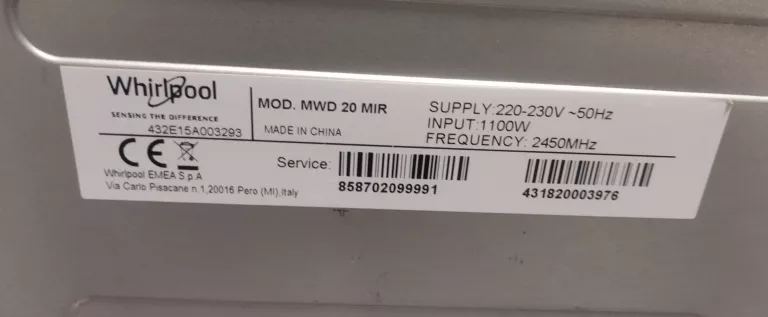 Whirlpool
SENSING THE DIFFERENCE
432E15A003293
MOD. MWD 20 MIR
MADE IN CHINA
SUPPLY:220-230V ~50Hz
INPUT:1100W
FREQUENCY: 2450MHz
CE
Whirlpool EMEA S.p.A
Via Carlo Pisacane n.1,20016 Pero (MI),Italy
Service:
858702099991
431820003976